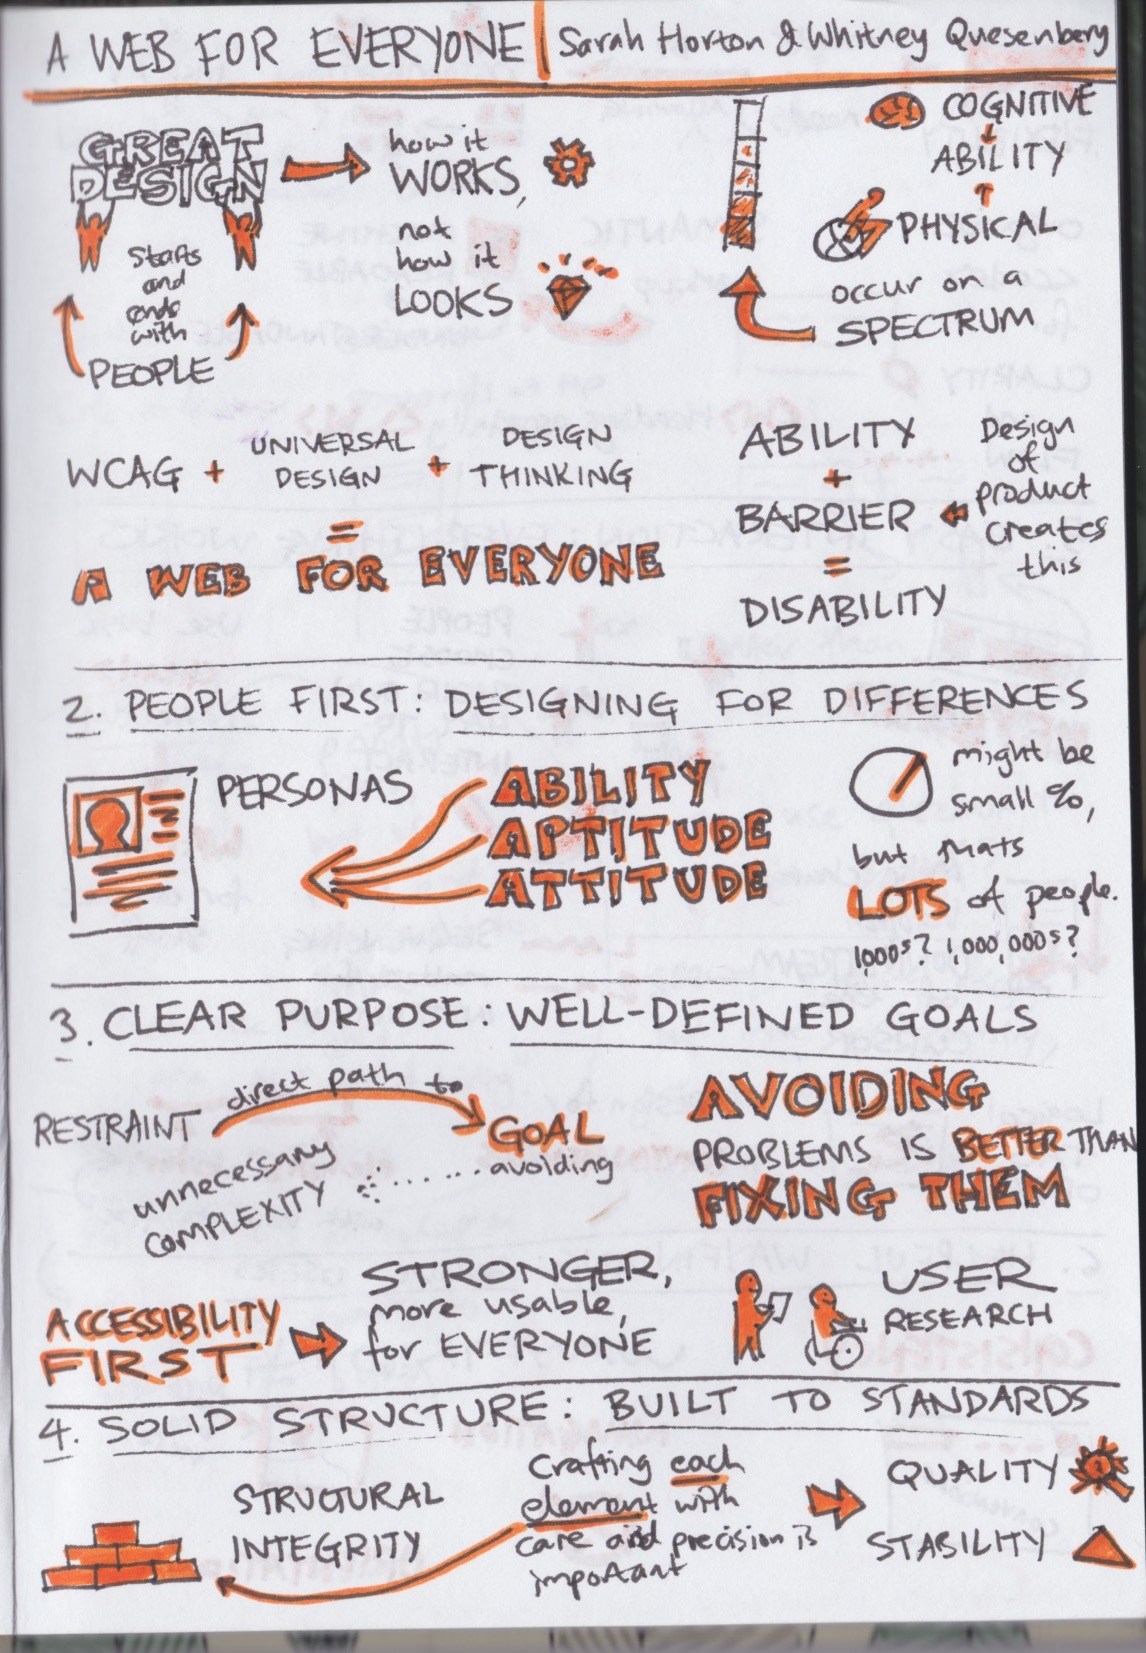 A WEB FOR EVERYONE | Sarah Horton & Whitney Quesenberg
GREAT
DESIGN
starts
and
ends
with
PEOPLE
how it
WORKS,
not
how it
LOOKS
COGNITIVE
ABILITY
PHYSICAL
occur on a
SPECTRUM
WCAG + UNIVERSAL DESIGN + DESIGN THINKING
=
A WEB FOR EVERYONE
ABILITY
+
BARRIER
=
DISABILITY
Design
of
product
creates
this
2. PEOPLE FIRST: DESIGNING FOR DIFFERENCES
PERSONAS
ABILITY
APTITUDE
ATTITUDE
might be
small %,
but thats
LOTS of people.
1000s? 1,000,000s?
3. CLEAR PURPOSE: WELL-DEFINED GOALS
RESTRAINT
direct path to
GOAL
avoiding
unnecessary
COMPLEXITY
AVOIDING
PROBLEMS IS BETTER THAN
FIXING THEM
ACCESSIBILITY
FIRST
STRONGER,
more usable,
for EVERYONE
USER
RESEARCH
4. SOLID STRUCTURE: BUILT TO STANDARDS
STRUCTURAL
INTEGRITY
Crafting each
element with
care and precision is
important
QUALITY
STABILITY